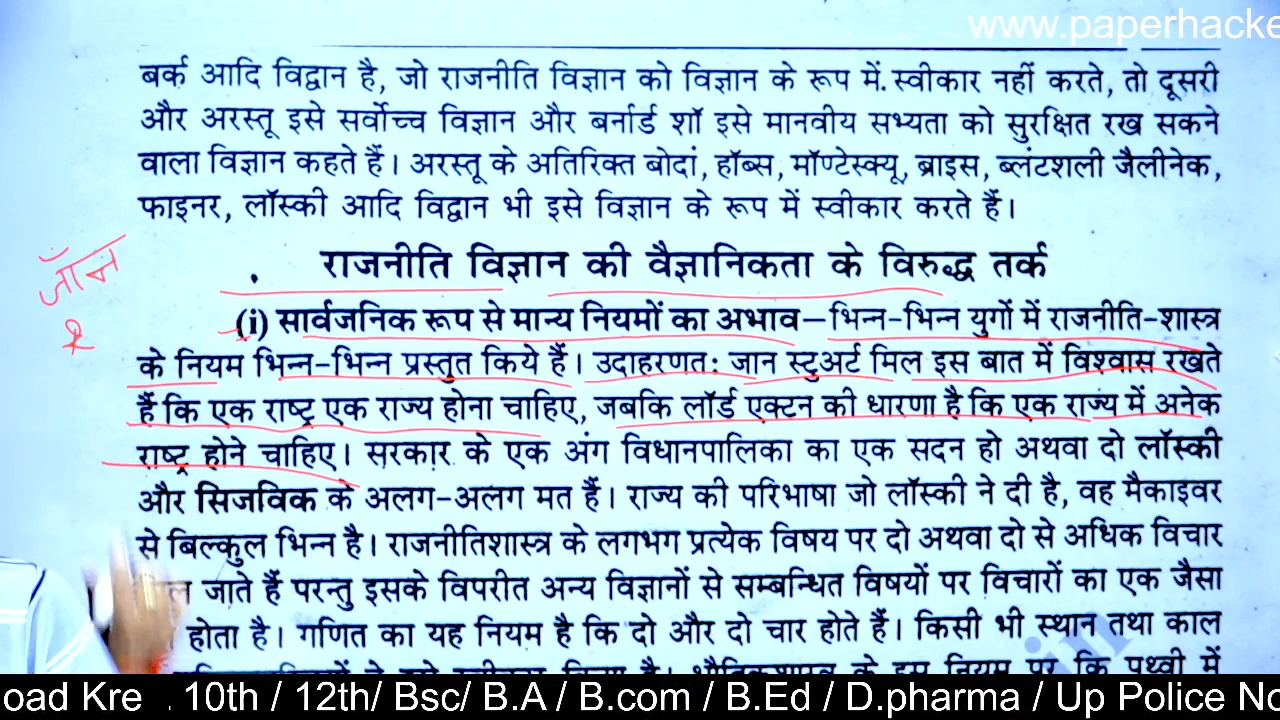 www.paperhacke
बर्क आदि विद्वान है, जो राजनीति विज्ञान को विज्ञान के रूप में स्वीकार नहीं करते, तो दूसरी
और अरस्तू इसे सर्वोच्च विज्ञान और बर्नार्ड शॉ इसे मानवीय सभ्यता को सुरक्षित रख सकने
वाला विज्ञान कहते हैं। अरस्तू के अतिरिक्त बोदां, हॉब्स, मॉण्टेस्क्यू, ब्राइस, ब्लंटशली जैलीनेक,
फाइनर, लॉस्की आदि विद्वान भी इसे विज्ञान के रूप में स्वीकार करते हैं।
राजनीति विज्ञान की वैज्ञानिकता के विरुद्ध तर्क
जॉन
(i) सार्वजनिक रूप से मान्य नियमों का अभाव—भिन्न-भिन्न युगों में राजनीति-शास्त्र
के नियम भिन्न-भिन्न प्रस्तुत किये हैं। उदाहरणत: जान स्टुअर्ट मिल इस बात में विश्वास रखते
हैं कि एक राष्ट्र एक राज्य होना चाहिए, जबकि लॉर्ड एक्टन की धारणा है कि एक राज्य में अनेक
राष्ट्र होने चाहिए। सरकार के एक अंग विधानपालिका का एक सदन हो अथवा दो लॉस्की
और सिजविक के अलग-अलग मत हैं। राज्य की परिभाषा जो लॉस्की ने दी है, वह मैकाइवर
से बिल्कुल भिन्न है। राजनीतिशास्त्र के लगभग प्रत्येक विषय पर दो अथवा दो से अधिक विचार
जाते हैं परन्तु इसके विपरीत अन्य विज्ञानों से सम्बन्धित विषयों पर विचारों का एक जैसा
होता है। गणित का यह नियम है कि दो और दो चार होते हैं। किसी भी स्थान तथा काल
के इस नियम पर कि पृथ्वी में
oad Kre . 10th / 12th/ Bsc/ B.A / B.com / B.Ed / D.pharma / Up Police No